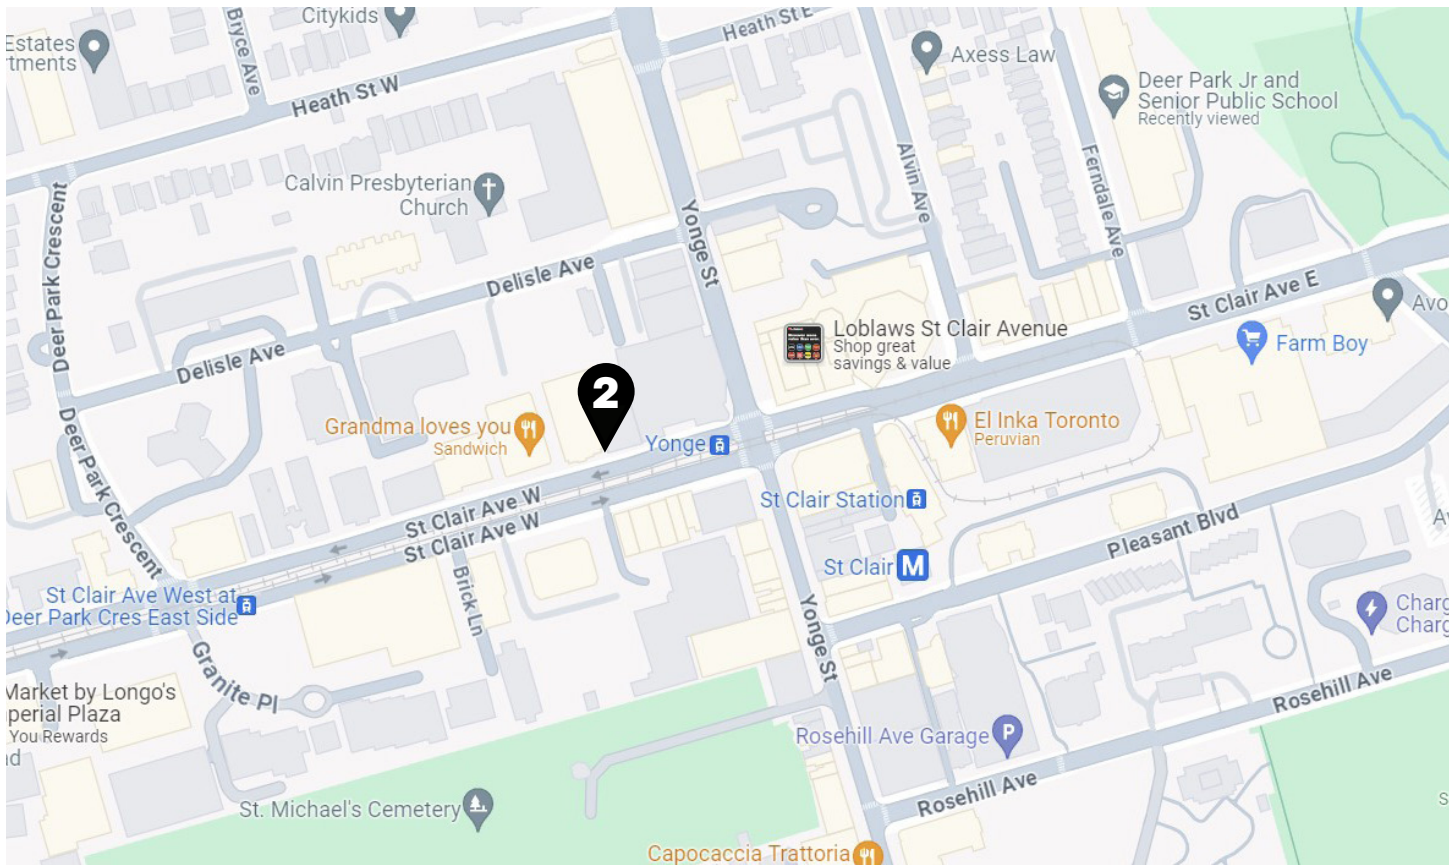 Citykids
Heath St E
Bryce Ave
Estates
rtments
Axess Law
Heath St W
Deer Park Jr and
Senior Public School
Recently viewed
Alvin Ave
Ferndale Ave
Calvin Presbyterian
Church
Deer Park Crescent
Yonge St
Delisle Ave
St Clair Ave E
Avo
Loblaws St Clair Avenue
Shop great
savings & value
Farm Boy
Delisle Ave
2
Grandma loves you
Sandwich
El Inka Toronto
Peruvian
Yonge
Deer Park Crescent
St Clair Station
St Clair Ave W
St Clair Ave W
Pleasant Blvd
Av
St Clair
M
Brick Ln
St Clair Ave West at
Deer Park Cres East Side
Charg
Charg
Yonge St
Granite Pl
Market by Longo's
perial Plaza
You Rewards
Rosehill Ave
Rosehill Ave Garage
P
Rosehill Ave
St. Michael's Cemetery
S
Capocaccia Trattoria